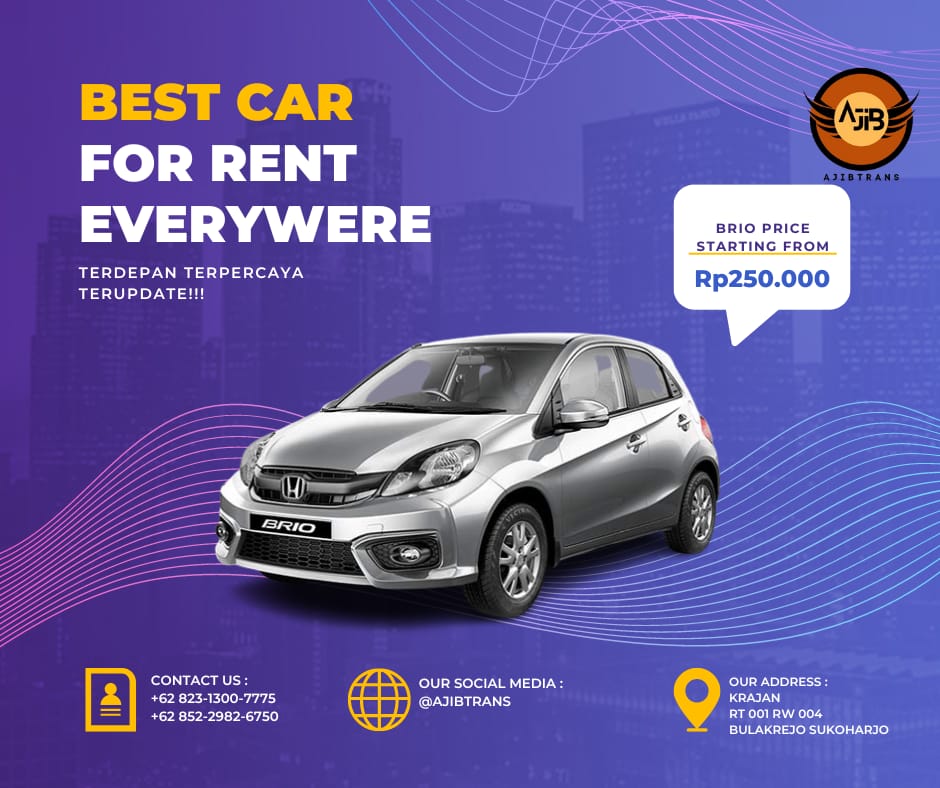 BEST CAR
FOR RENT
EVERYWERE
TERDEPAN TERPERCAYA
TERUPDATE!!!
AJIB
AJIBTRANS
BRIO PRICE
STARTING FROM
Rp250.000
BRIO
CONTACT US :
+62 823-1300-7775
+62 852-2982-6750
OUR SOCIAL MEDIA :
@AJIBTRANS
OUR ADDRESS :
KRAJAN
RT 001 RW 004
BULAKREJO SUKOHARJO